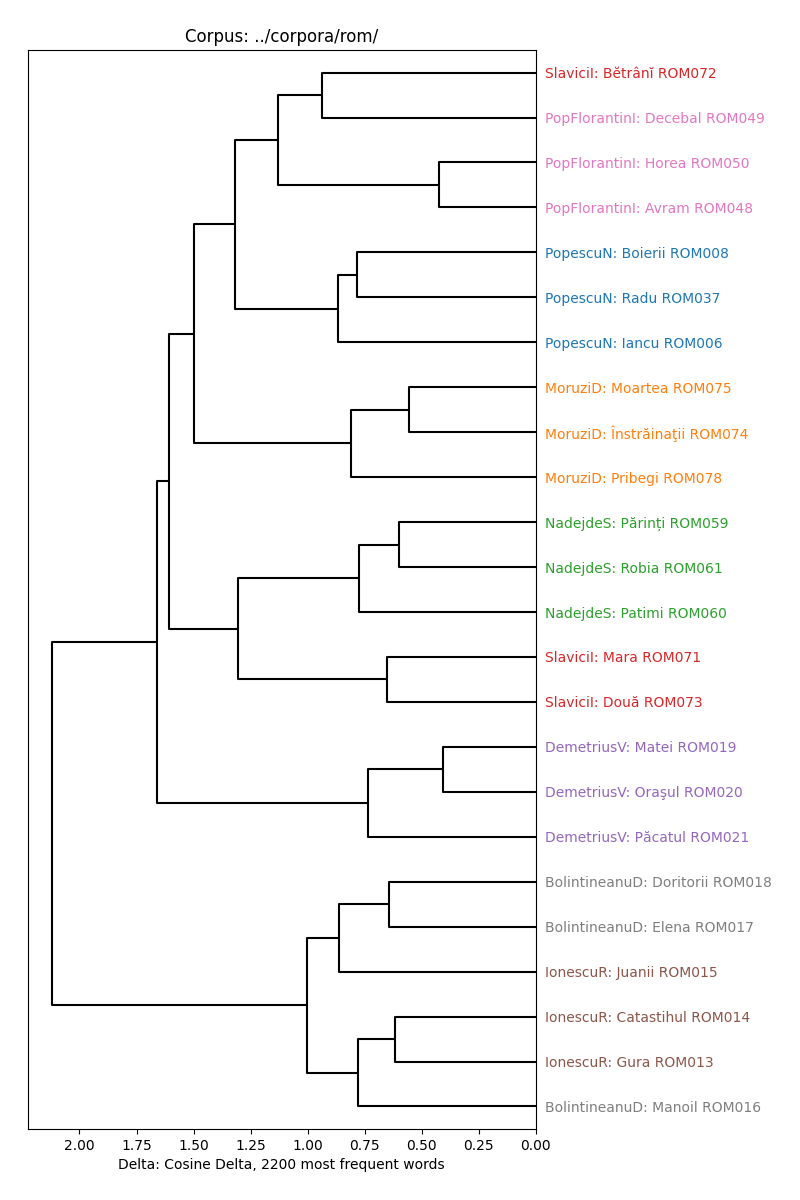 Corpus: ../corpora/rom/
SlaviciI: Bĕtrânĭ ROM072
PopFlorantinI: Decebal ROM049
PopFlorantinI: Horea ROM050
PopFlorantinI: Avram ROM048
PopescuN: Boierii ROM008
PopescuN: Radu ROM037
PopescuN: Iancu ROM006
MoruziD: Moartea ROM075
MoruziD: Înstrăinaţii ROM074
MoruziD: Pribegi ROM078
NadejdeS: Părinți ROM059
NadejdeS: Robia ROM061
NadejdeS: Patimi ROM060
SlaviciI: Mara ROM071
SlaviciI: Două ROM073
DemetriusV: Matei ROM019
DemetriusV: Oraşul ROM020
DemetriusV: Păcatul ROM021
BolintineanuD: Doritorii ROM018
BolintineanuD: Elena ROM017
IonescuR: Juanii ROM015
IonescuR: Catastihul ROM014
IonescuR: Gura ROM013
BolintineanuD: Manoil ROM016
2.00 1.75 1.50 1.25 1.00 0.75 0.50 0.25 0.00
Delta: Cosine Delta, 2200 most frequent words